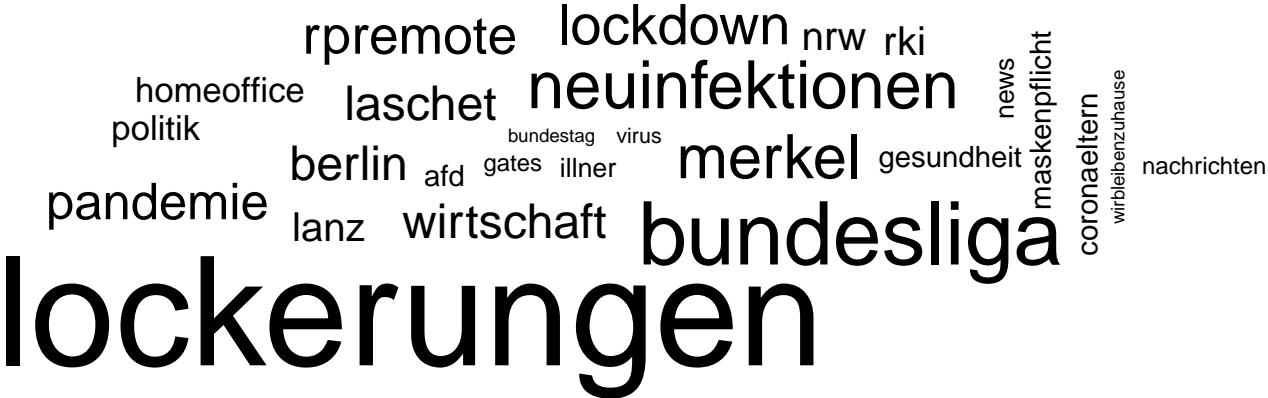 rpremote
lockdown
nrw
rki
homeoffice
laschet
neuinfektionen
news
maskenpflicht
politik
bundestag
virus
coronaeltern
wirbleibenzuhause
berlin
afd
gates
illner
merkel
gesundheit
nachrichten
pandemie
lanz
wirtschaft
bundesliga
lockerungen